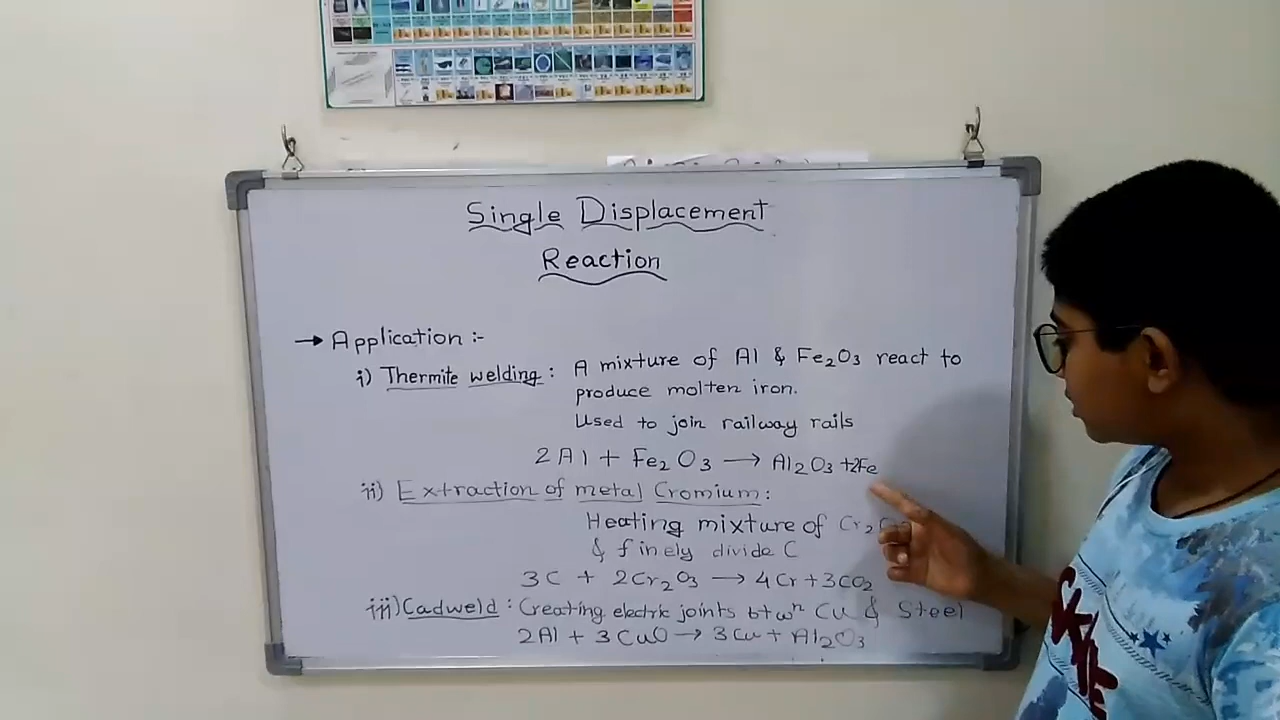 Single Displacement
Reaction
→ Application :-
i) Thermite welding : A mixture of Al & Fe₂O₃ react to
produce molten iron.
Used to join railway rails
2Al + Fe₂O₃ → Al₂O₃ + 2Fe
ii) Extraction of metal Cromium :
Heating mixture of Cr₂
& finely divide C
3C + 2Cr₂O₃ → 4Cr + 3CO₂
iii) Cadweld : Creating electric joints btwⁿ Cu & Steel
2Al + 3CuO → 3Cu + Al₂O₃